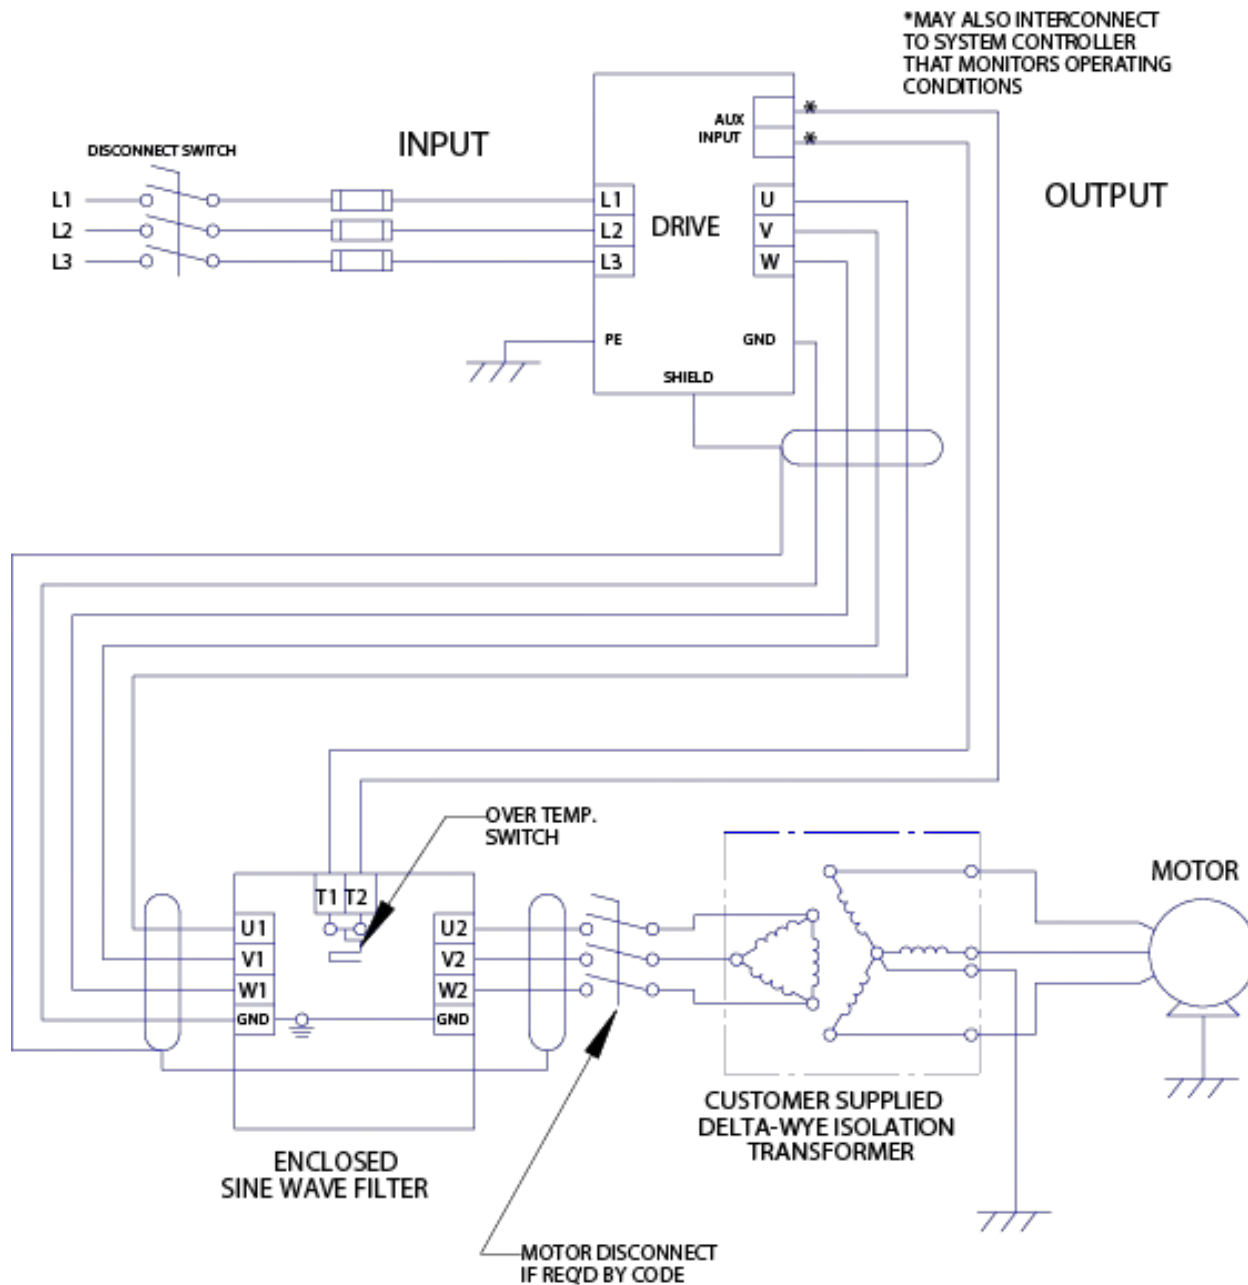 *MAY ALSO INTERCONNECT
TO SYSTEM CONTROLLER
THAT MONITORS OPERATING
CONDITIONS
INPUT
OUTPUT
DISCONNECT SWITCH
L1
L2
L3
AUX
INPUT
*
*
L1
L2
L3
DRIVE
U
V
W
PE
GND
SHIELD
OVER TEMP.
SWITCH
T1 T2
U1
V1
W1
GND
U2
V2
W2
GND
MOTOR
ENCLOSED
SINE WAVE FILTER
CUSTOMER SUPPLIED
DELTA-WYE ISOLATION
TRANSFORMER
MOTOR DISCONNECT
IF REQ'D BY CODE